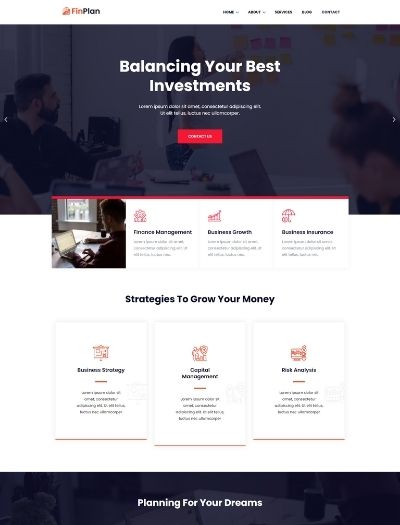 FinPlan
HOME ABOUT SERVICES BLOG CONTACT
Balancing Your Best
Investments
Lorem ipsum dolor sit amet, consectetur adipiscing elit.
Ut elit tellus, luctus nec ullamcorper.
CONTACT US
Finance Management
Lorem ipsum dolor sit amet,
consectetur adipiscing elit. Ut
elit tellus, luctus nec.
Business Growth
Lorem ipsum dolor sit amet,
consectetur adipiscing elit. Ut
elit tellus, luctus nec.
Business Insurance
Lorem ipsum dolor sit amet,
consectetur adipiscing elit. Ut
elit tellus, luctus nec.
Strategies To Grow Your Money
Business Strategy
Lorem ipsum dolor sit
amet, consectetur
adipiscing elit. Ut elit tellus,
luctus nec ullamcorper
Capital
Management
Lorem ipsum dolor sit
amet, consectetur
adipiscing elit. Ut elit tellus,
luctus nec ullamcorper
Risk Analysis
Lorem ipsum dolor sit
amet, consectetur
adipiscing elit. Ut elit tellus,
luctus nec ullamcorper
Planning For Your Dreams